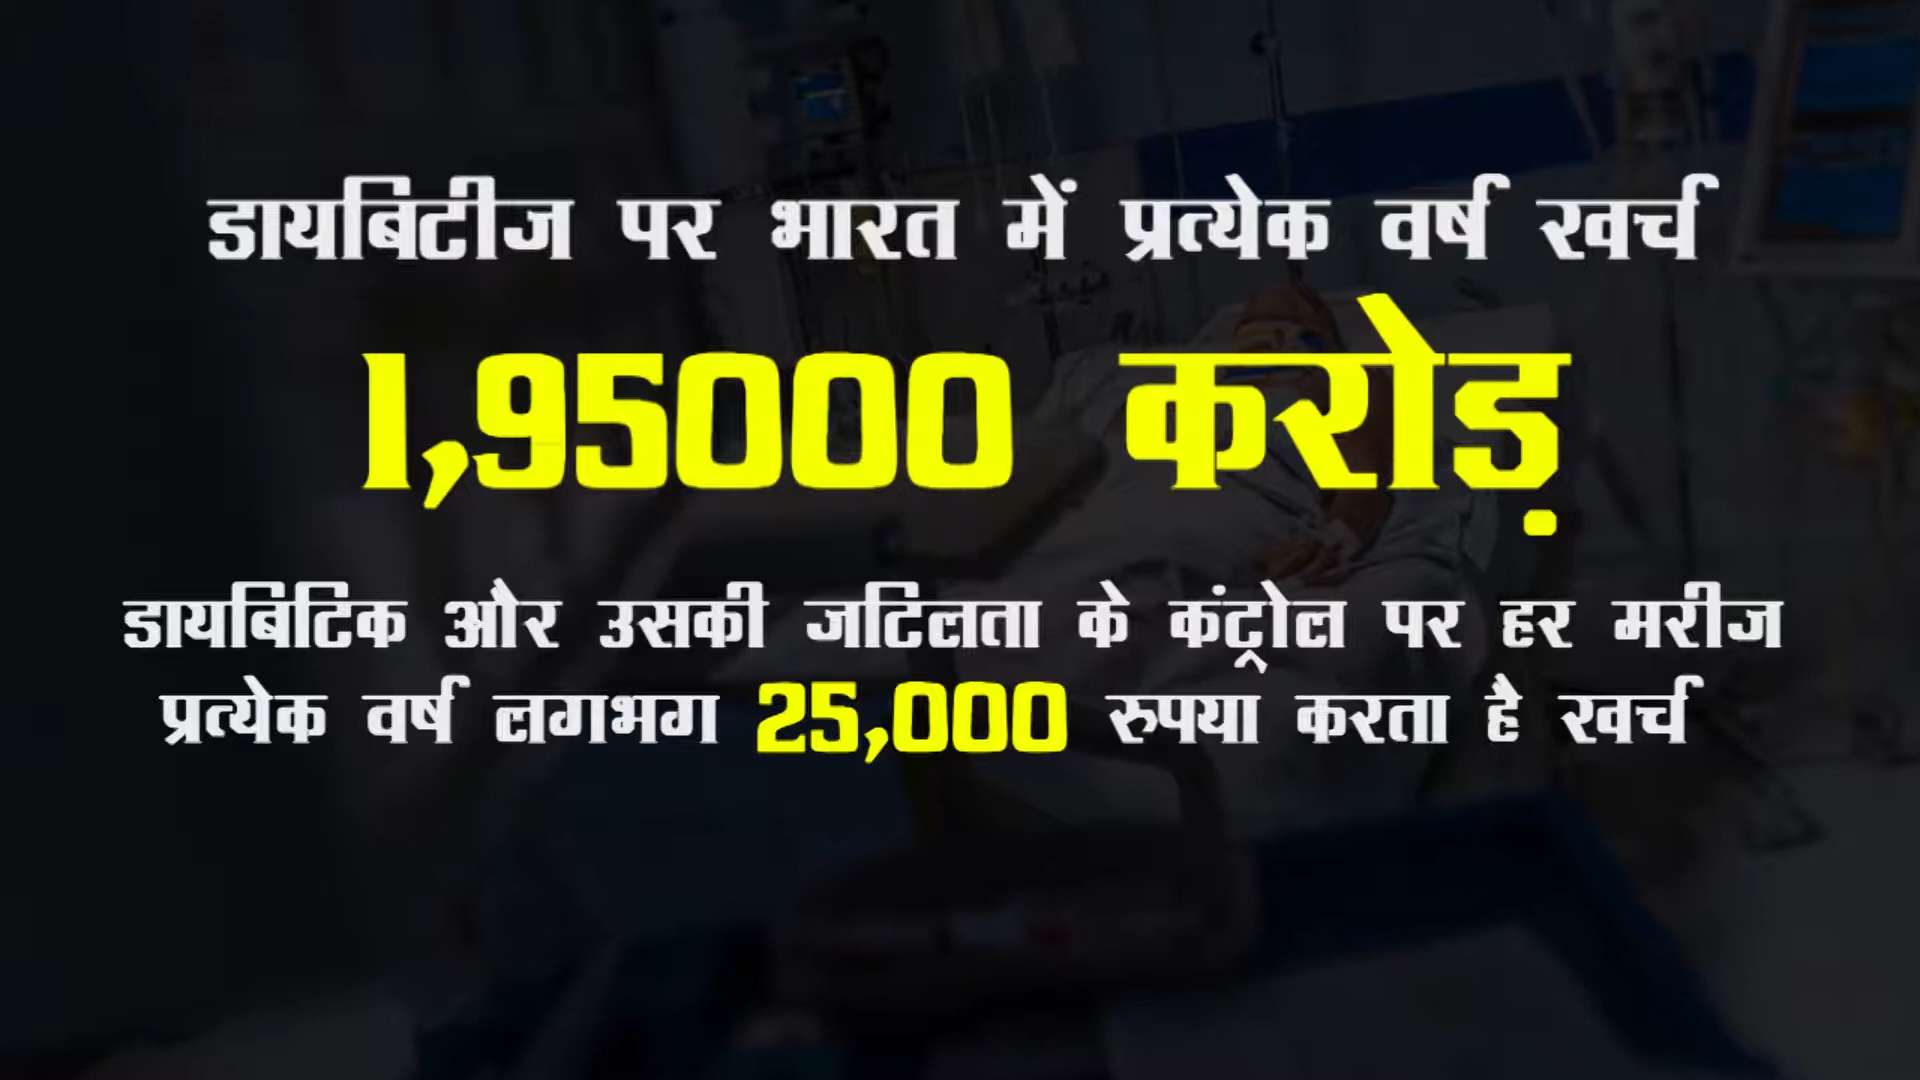 डायबिटीज पर भारत में प्रत्येक वर्ष खर्च
1,95000 करोड़
डायबिटिक और उसकी जटिलता के कंट्रोल पर हर मरीज
प्रत्येक वर्ष लगभग 25,000 रुपया करता है खर्च